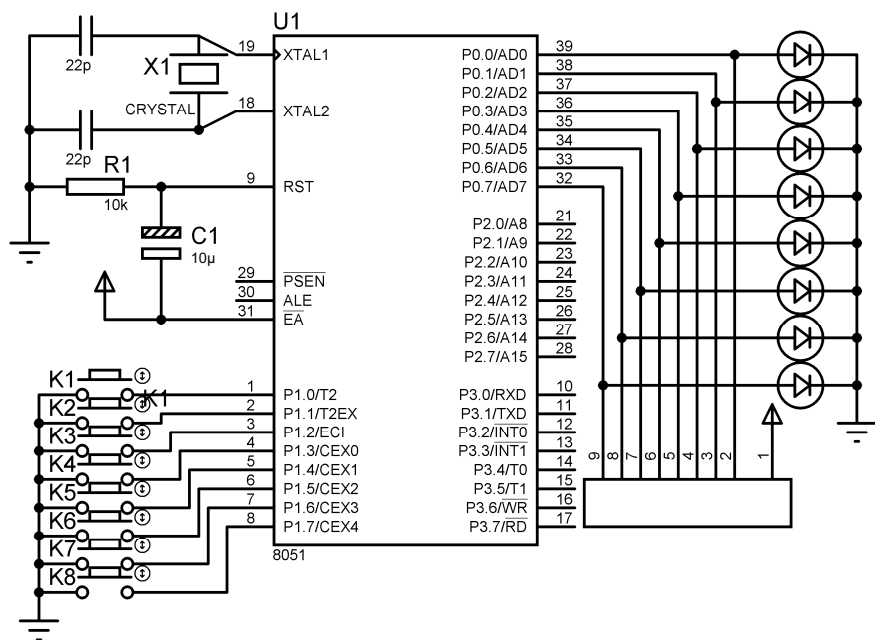 U1
19
XTAL1
22p
X1
CRYSTAL
18
XTAL2
22p
R1
10k
9
RST
C1
10µ
29
PSEN
30
ALE
31
EA
K1
K1
K2
K3
K4
K5
K6
K7
K8
1
P1.0/T2
2
P1.1/T2EX
3
P1.2/ECI
4
P1.3/CEX0
5
P1.4/CEX1
6
P1.5/CEX2
7
P1.6/CEX3
8
P1.7/CEX4
8051
P0.0/AD0
39
P0.1/AD1
38
P0.2/AD2
37
P0.3/AD3
36
P0.4/AD4
35
P0.5/AD5
34
P0.6/AD6
33
P0.7/AD7
32
P2.0/A8
21
P2.1/A9
22
P2.2/A10
23
P2.3/A11
24
P2.4/A12
25
P2.5/A13
26
P2.6/A14
27
P2.7/A15
28
P3.0/RXD
10
P3.1/TXD
11
P3.2/INT0
12
P3.3/INT1
13
P3.4/T0
14
P3.5/T1
15
P3.6/WR
16
P3.7/RD
17
9
8
7
6
5
4
3
2
1